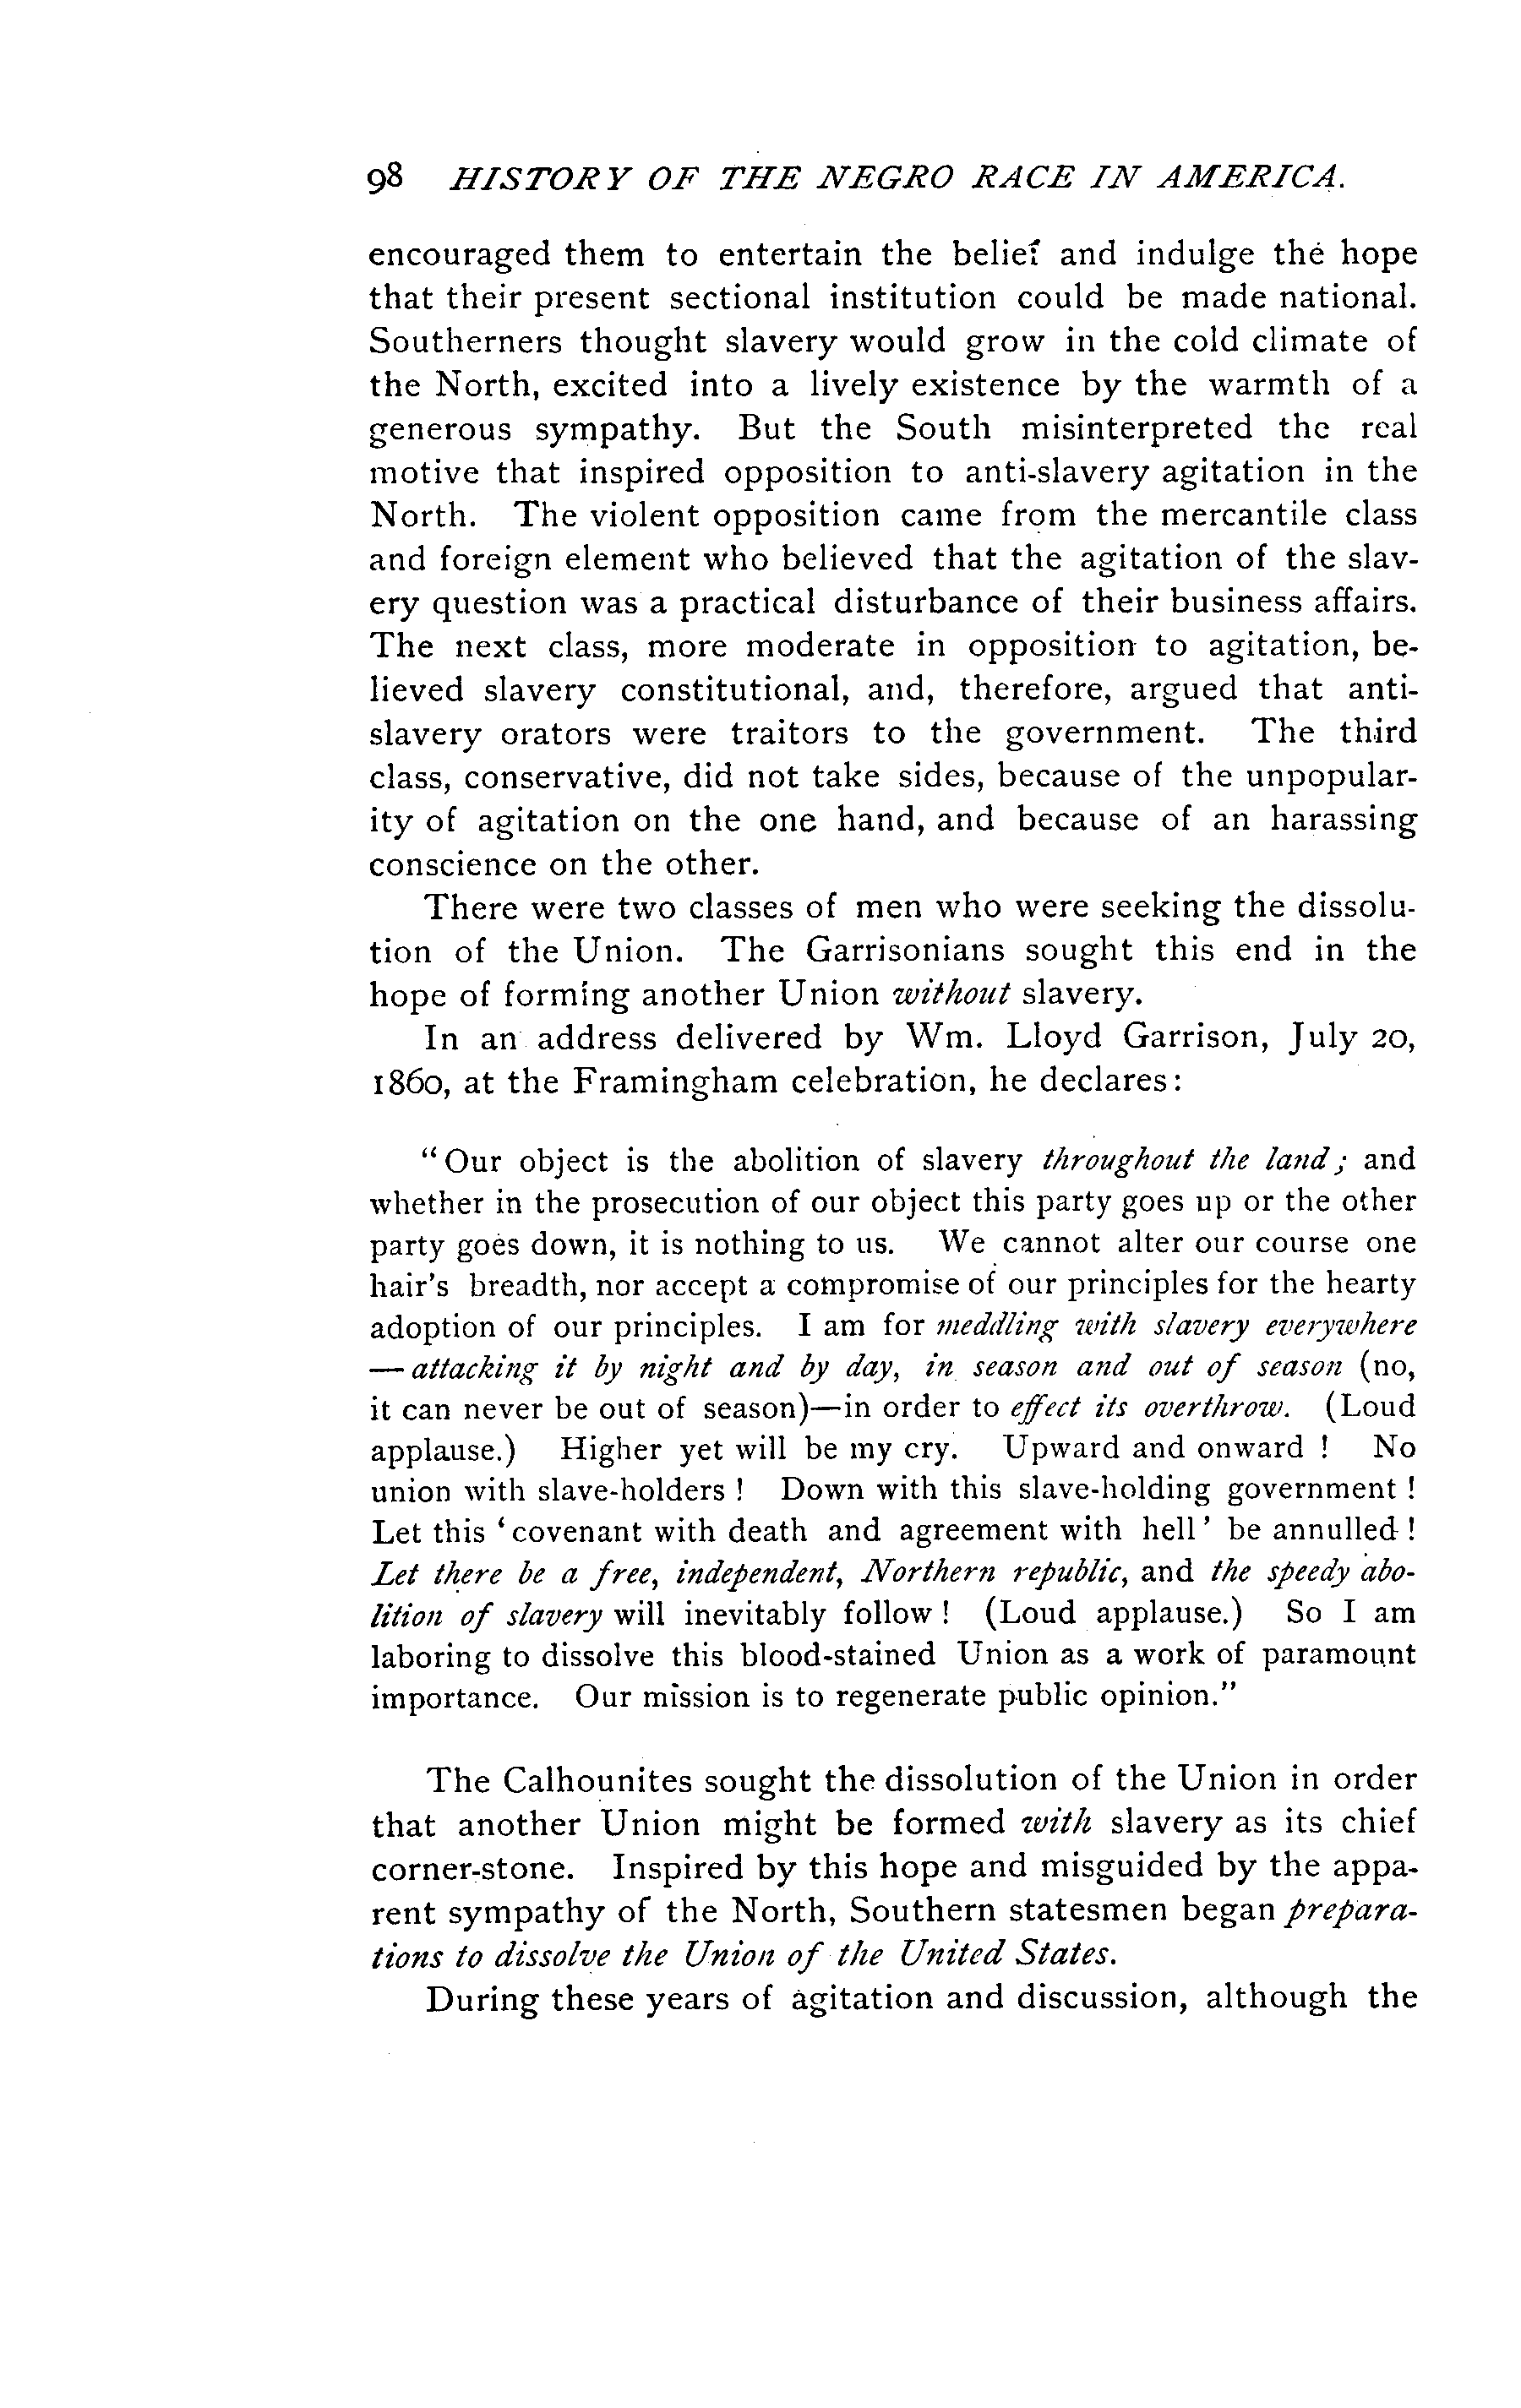 98 HISTORY OF THE NEGRO RACE IN AMERICA.
encouraged them to entertain the belief and indulge the hope
that their present sectional institution could be made national.
Southerners thought slavery would grow in the cold climate of
the North, excited into a lively existence by the warmth of a
generous sympathy. But the South misinterpreted the real
motive that inspired opposition to anti-slavery agitation in the
North. The violent opposition came from the mercantile class
and foreign element who believed that the agitation of the slav-
ery question was a practical disturbance of their business affairs.
The next class, more moderate in opposition to agitation, be-
lieved slavery constitutional, and, therefore, argued that anti-
slavery orators were traitors to the government. The third
class, conservative, did not take sides, because of the unpopular-
ity of agitation on the one hand, and because of an harassing
conscience on the other.
There were two classes of men who were seeking the dissolu-
tion of the Union. The Garrisonians sought this end in the
hope of forming another Union without slavery.
In an address delivered by Wm. Lloyd Garrison, July 20,
1860, at the Framingham celebration, he declares:
"Our object is the abolition of slavery throughout the land; and
whether in the prosecution of our object this party goes up or the other
party goes down, it is nothing to us. We cannot alter our course one
hair's breadth, nor accept a compromise of our principles for the hearty
adoption of our principles. I am for meddling with slavery everywhere
—attacking it by night and by day, in season and out of season (no,
it can never be out of season)—in order to effect its overthrow. (Loud
applause.) Higher yet will be my cry. Upward and onward! No
union with slave-holders! Down with this slave-holding government!
Let this 'covenant with death and agreement with hell' be annulled!
Let there be a free, independent, Northern republic, and the speedy abo-
lition of slavery will inevitably follow! (Loud applause.) So I am
laboring to dissolve this blood-stained Union as a work of paramount
importance. Our mission is to regenerate public opinion."
The Calhounites sought the dissolution of the Union in order
that another Union might be formed with slavery as its chief
corner-stone. Inspired by this hope and misguided by the appa-
rent sympathy of the North, Southern statesmen began prepara-
tions to dissolve the Union of the United States.
During these years of agitation and discussion, although the